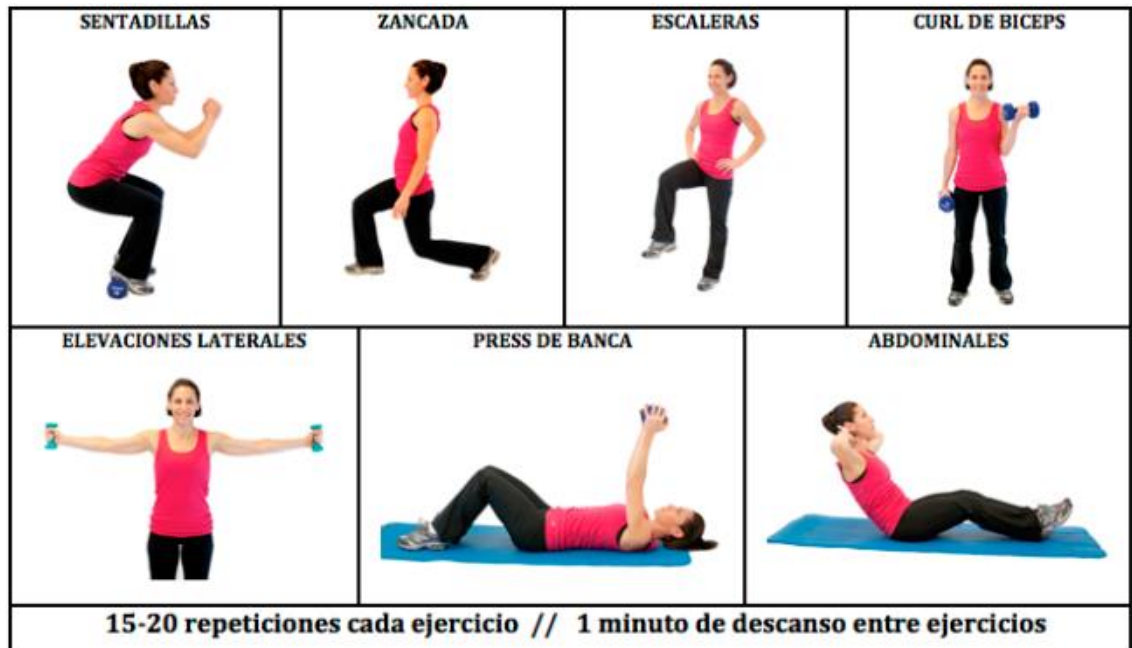 SENTADILLAS
ZANCADA
ESCALERAS
CURL DE BICEPS
ELEVACIONES LATERALES
PRESS DE BANCA
ABDOMINALES
15-20 repeticiones cada ejercicio // 1 minuto de descanso entre ejercicios